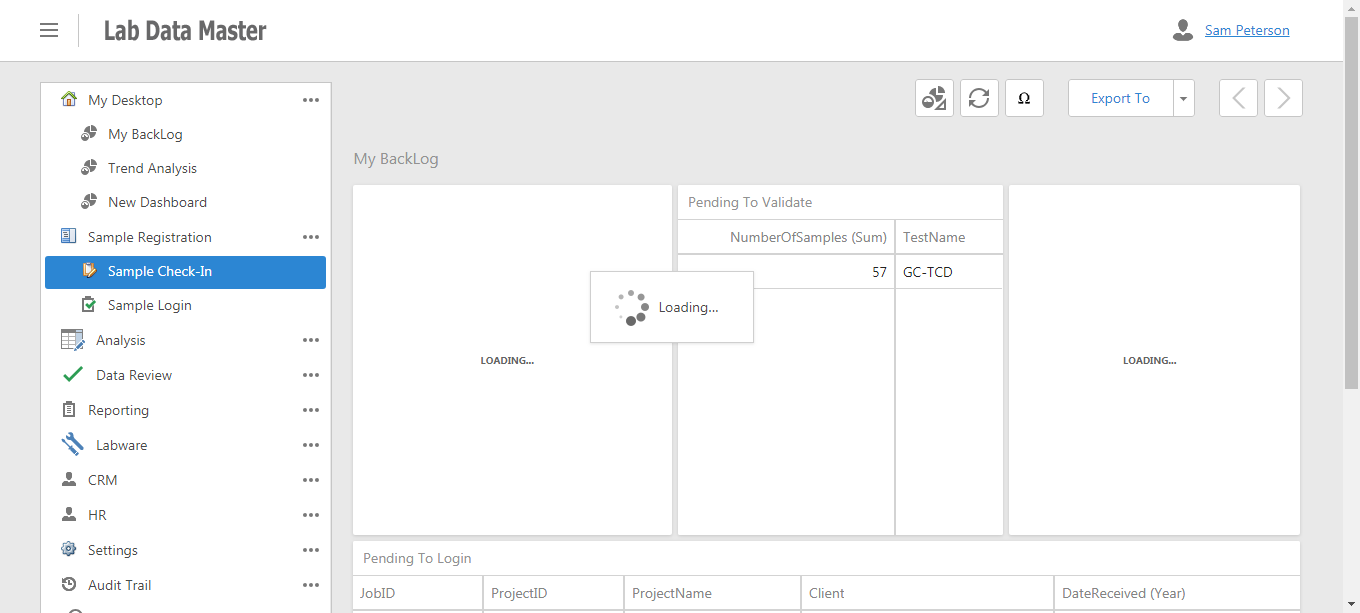 Lab Data Master
Sam Peterson
My Desktop
My BackLog
Trend Analysis
New Dashboard
Sample Registration
Sample Check-In
Sample Login
Analysis
Data Review
Reporting
Labware
CRM
HR
Settings
Audit Trail
Ω
Export To
My BackLog
LOADING...
Pending To Validate
NumberOfSamples (Sum) TestName
57 GC-TCD
Loading...
LOADING...
Pending To Login
JobID ProjectID ProjectName Client DateReceived (Year)